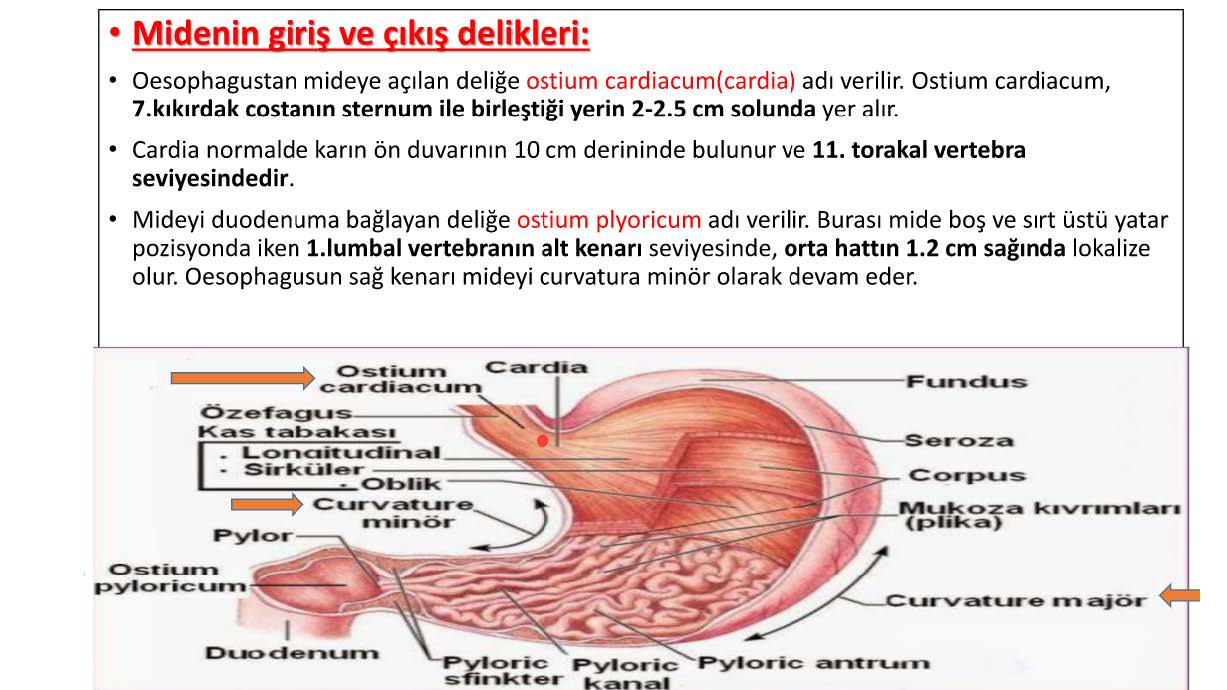 • Midenin giriş ve çıkış delikleri:
• Oesophagustan mideye açılan deliğe ostium cardiacum(cardia) adı verilir. Ostium cardiacum,
7.kıkırdak costanın sternum ile birleştiği yerin 2-2.5 cm solunda yer alır.
• Cardia normalde karın ön duvarının 10 cm derininde bulunur ve 11. torakal vertebra
seviyesindedir.
• Mideyi duodenuma bağlayan deliğe ostium plyoricum adı verilir. Burası mide boş ve sırt üstü yatar
pozisyonda iken 1.lumbal vertebranın alt kenarı seviyesinde, orta hattın 1.2 cm sağında lokalize
olur. Oesophagusun sağ kenarı mideyi curvatura minör olarak devam eder.
Ostium
cardiacum
Cardia
Fundus
Özefagus
Kas tabakası
. Longitudinal
. Sirküler
. Oblik
Seroza
Corpus
Curvature
minör
Mukoza kıvrımları
(plika)
Pylor
Ostium
pyloricum
Curvature majör
Duodenum
Pyloric
sfinkter
Pyloric
kanal
Pyloric antrum